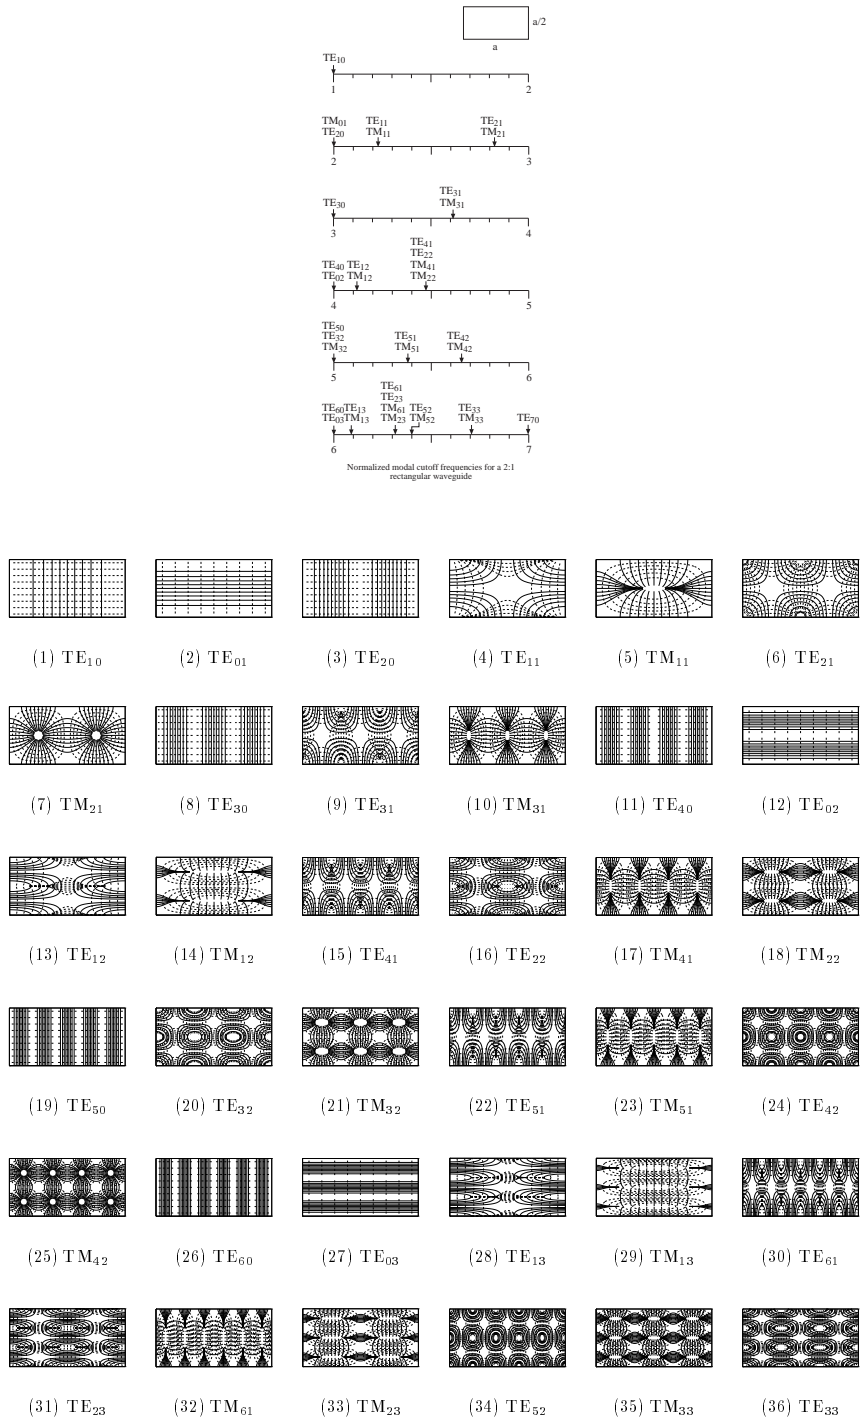 a/2
a
TE10
1 2
TM01 TE11 TE21
TE20 TM11 TM21
2 3
TE31
TE30 TM31
3 4
TE41
TE22
TE40 TE12 TM41
TE02 TM12 TM22
4 5
TE50
TE32 TE51 TE42
TM32 TM51 TM42
5 6
TE61
TE23
TE60 TE13 TM61 TE52 TE33
TE03 TM13 TM23 TM52 TM33 TE70
6 7
Normalized modal cutoff frequencies for a 2:1
rectangular waveguide
(1) TE10 (2) TE01 (3) TE20 (4) TE11 (5) TM11 (6) TE21
(7) TM21 (8) TE30 (9) TE31 (10) TM31 (11) TE40 (12) TE02
(13) TE12 (14) TM12 (15) TE41 (16) TE22 (17) TM41 (18) TM22
(19) TE50 (20) TE32 (21) TM32 (22) TE51 (23) TM51 (24) TE42
(25) TM42 (26) TE60 (27) TE03 (28) TE13 (29) TM13 (30) TE61
(31) TE23 (32) TM61 (33) TM23 (34) TE52 (35) TM33 (36) TE33